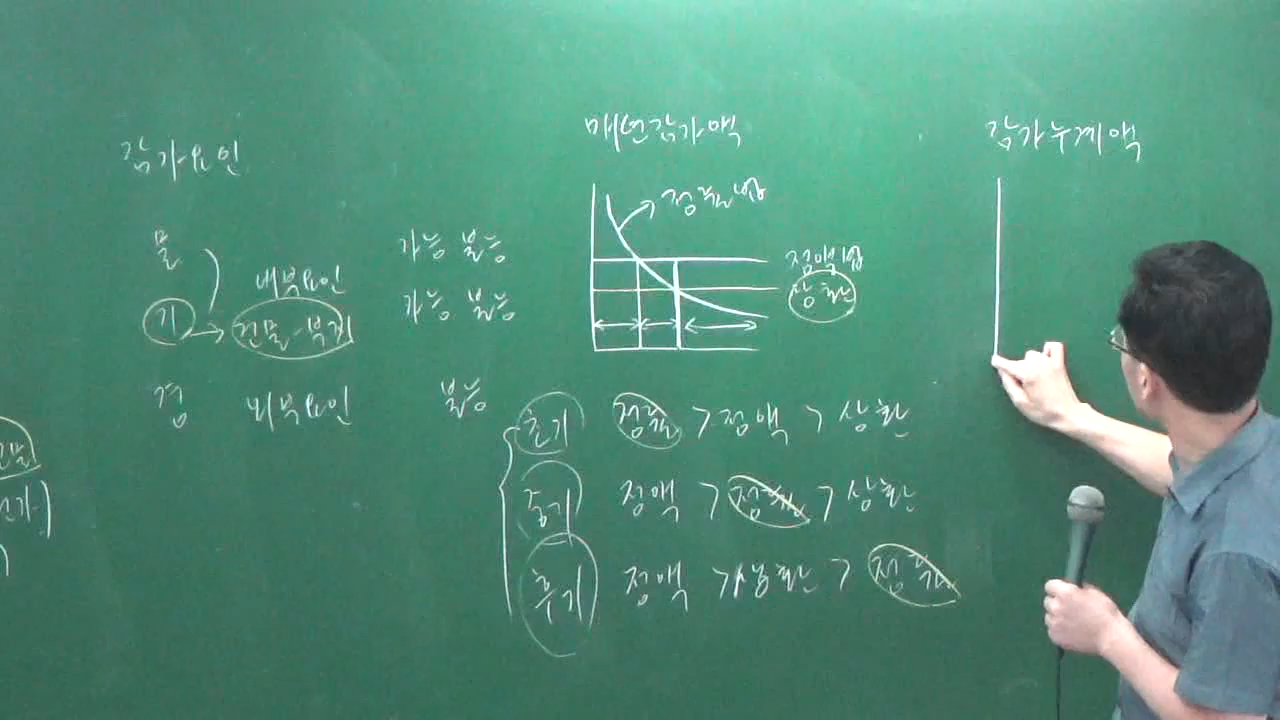 감가요인
물 가능 불능
내부요인
기 건물-부지 가능 불능
경 외부요인 불능
매년감가액
정률법
정액법
상환
초기 정률 > 정액 > 상환
중기 정액 > 정률 > 상환
후기 정액 > 상환 > 정률
감가누계액